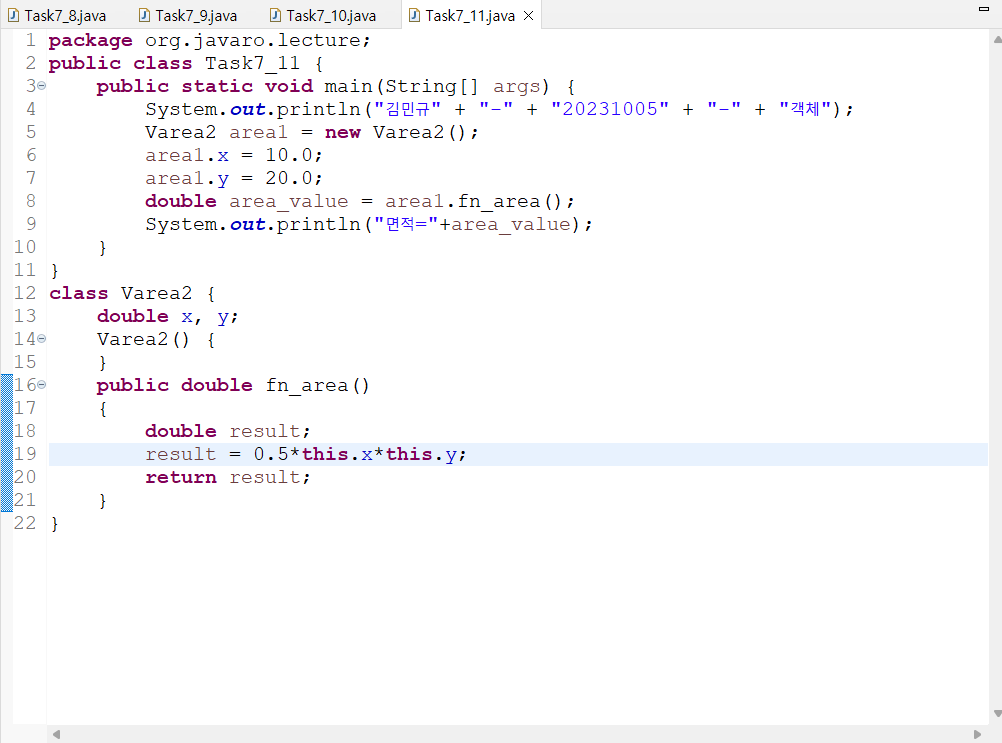 Task7_8.java Task7_9.java Task7_10.java Task7_11.java
1 package org.javaro.lecture;
2 public class Task7_11 {
3 public static void main(String[] args) {
4 System.out.println("김민규" + "-" + "20231005" + "-" + "객체");
5 Varea2 area1 = new Varea2();
6 area1.x = 10.0;
7 area1.y = 20.0;
8 double area_value = area1.fn_area();
9 System.out.println("면적="+area_value);
10 }
11 }
12 class Varea2 {
13 double x, y;
14 Varea2() {
15 }
16 public double fn_area()
17 {
18 double result;
19 result = 0.5*this.x*this.y;
20 return result;
21 }
22 }